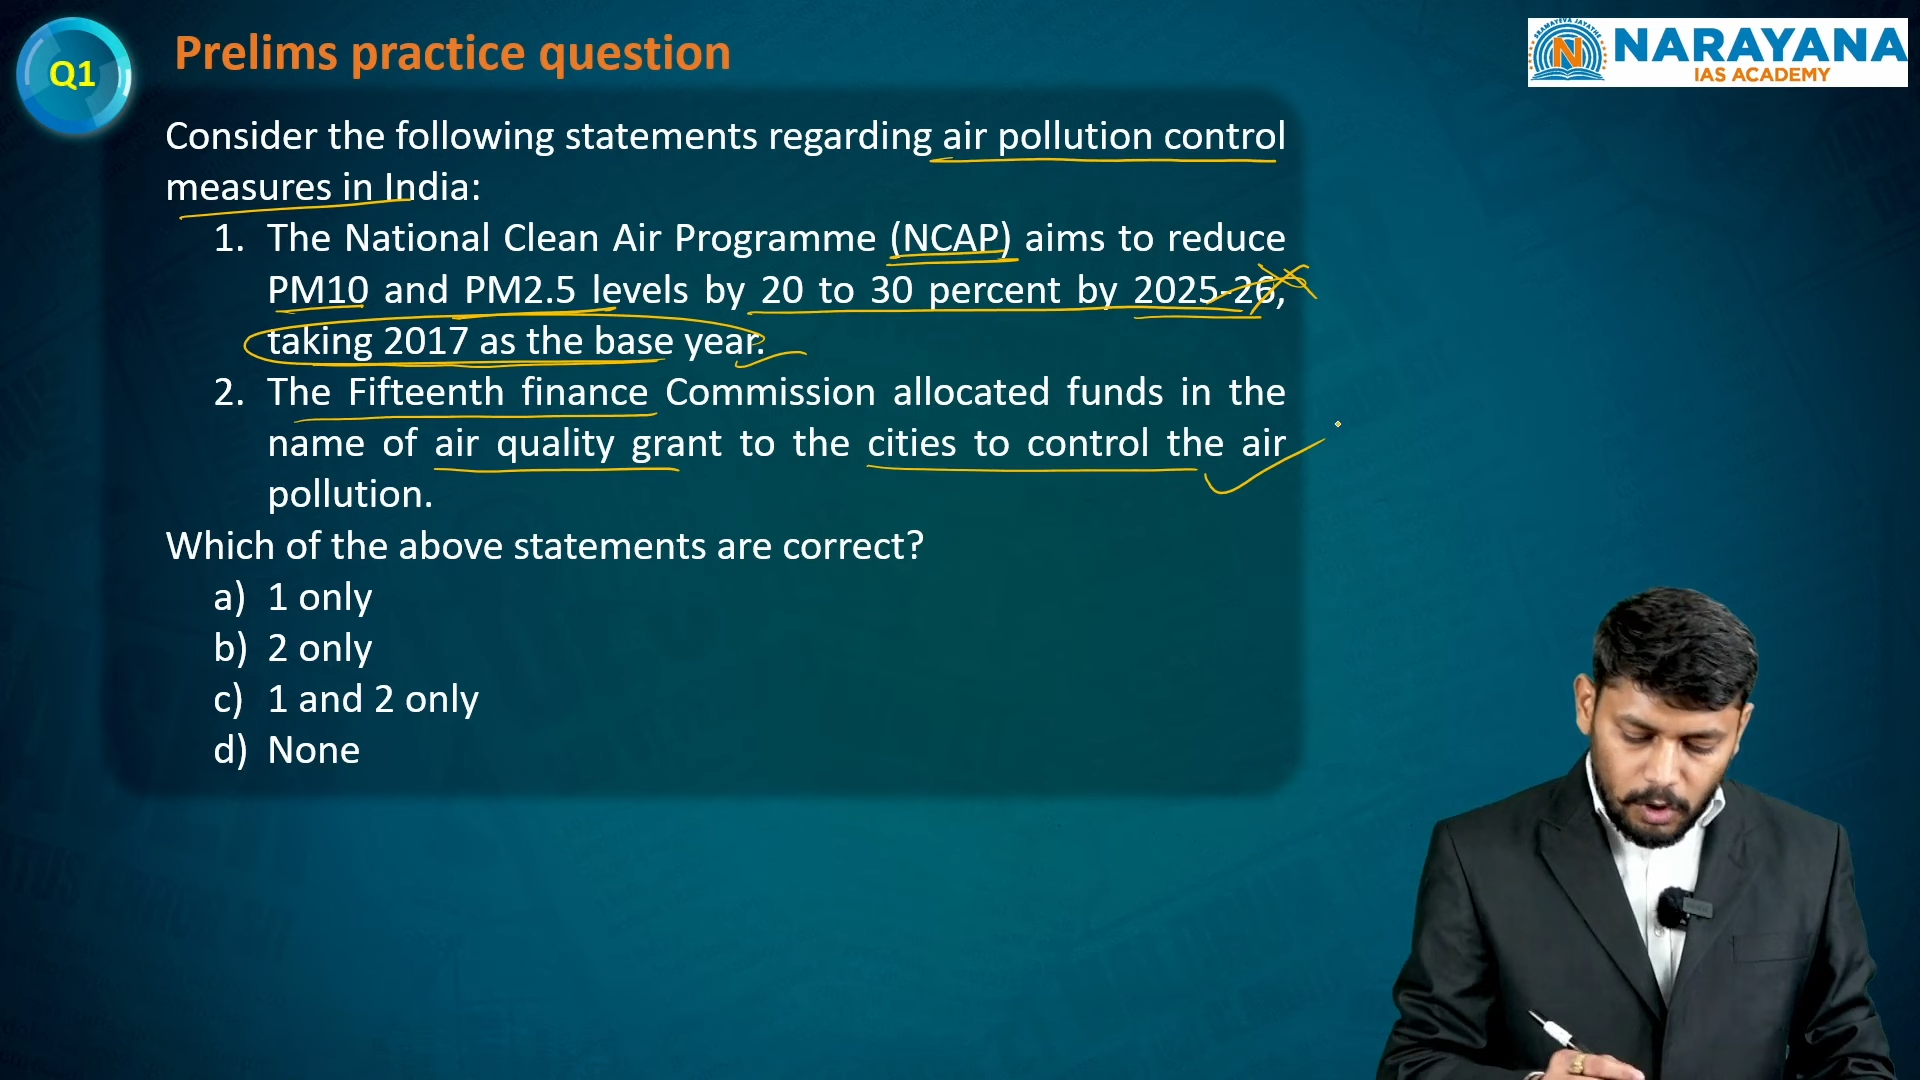 Q1
Prelims practice question
NARAYANA
IAS ACADEMY
Consider the following statements regarding air pollution control
measures in India:
1. The National Clean Air Programme (NCAP) aims to reduce
PM10 and PM2.5 levels by 20 to 30 percent by 2025-26,
taking 2017 as the base year.
2. The Fifteenth finance Commission allocated funds in the
name of air quality grant to the cities to control the air
pollution.
Which of the above statements are correct?
a) 1 only
b) 2 only
c) 1 and 2 only
d) None